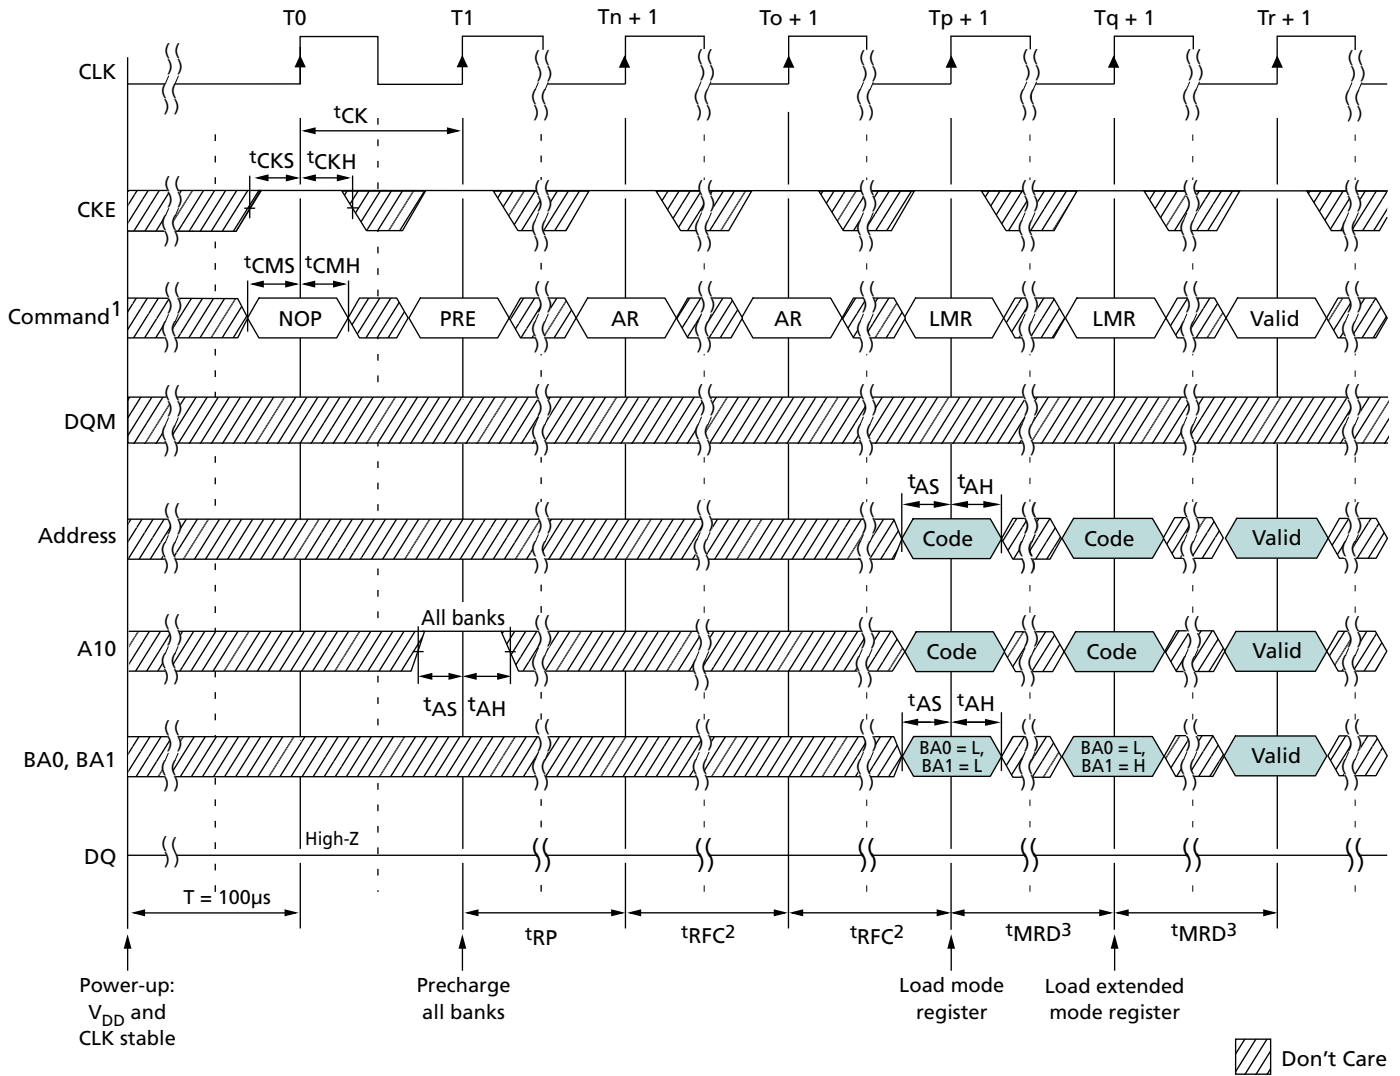 T0 T1 Tn + 1 To + 1 Tp + 1 Tq + 1 Tr + 1
CLK
tCK
tCKS tCKH
CKE
tCMS tCMH
Command1 NOP PRE AR AR LMR LMR Valid
DQM
tAS tAH
Address Code Code Valid
All banks
A10 Code Code Valid
tAS tAH
tAS tAH
BA0, BA1 BA0 = L, BA1 = L BA0 = L, BA1 = H Valid
High-Z
DQ
T = 100µs
tRP tRFC2 tRFC2 tMRD3 tMRD3
Power-up:
VDD and
CLK stable
Precharge
all banks
Load mode
register
Load extended
mode register
Don't Care